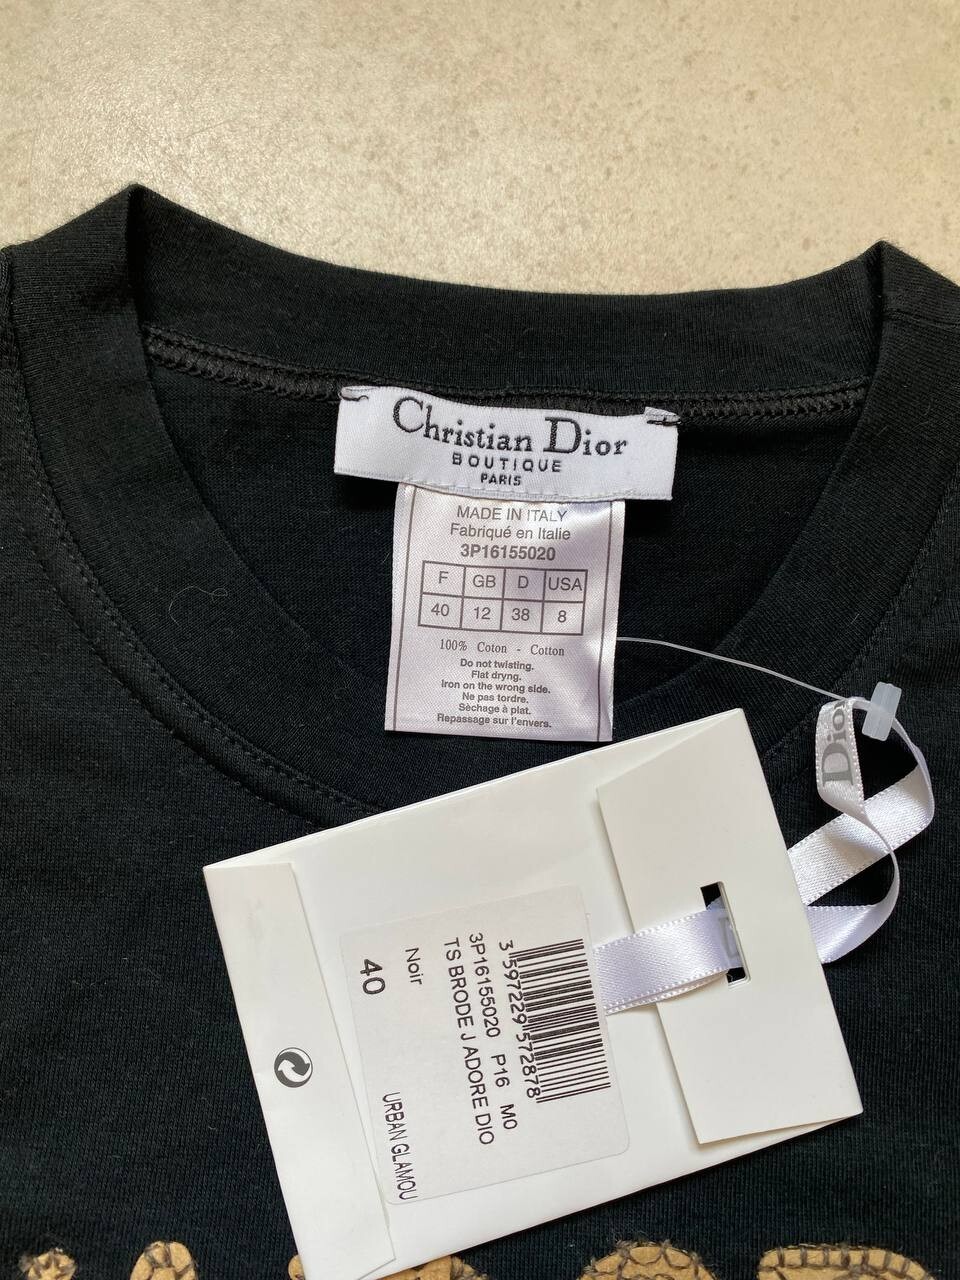 Christian Dior
BOUTIQUE
PARIS
MADE IN ITALY
Fabriqué en Italie
3P16155020
F GB D USA
40 12 38 8
100% Coton - Cotton
Do not twisting.
Flat dryng.
Iron on the wrong side.
Ne pas tordre.
Sèchage à plat.
Repassage sur l'envers.
Dior
3 597229 572878
3P16155020 P16 M0
TS BRODE J ADORE DIO
Noir
40
URBAN GLAMOU